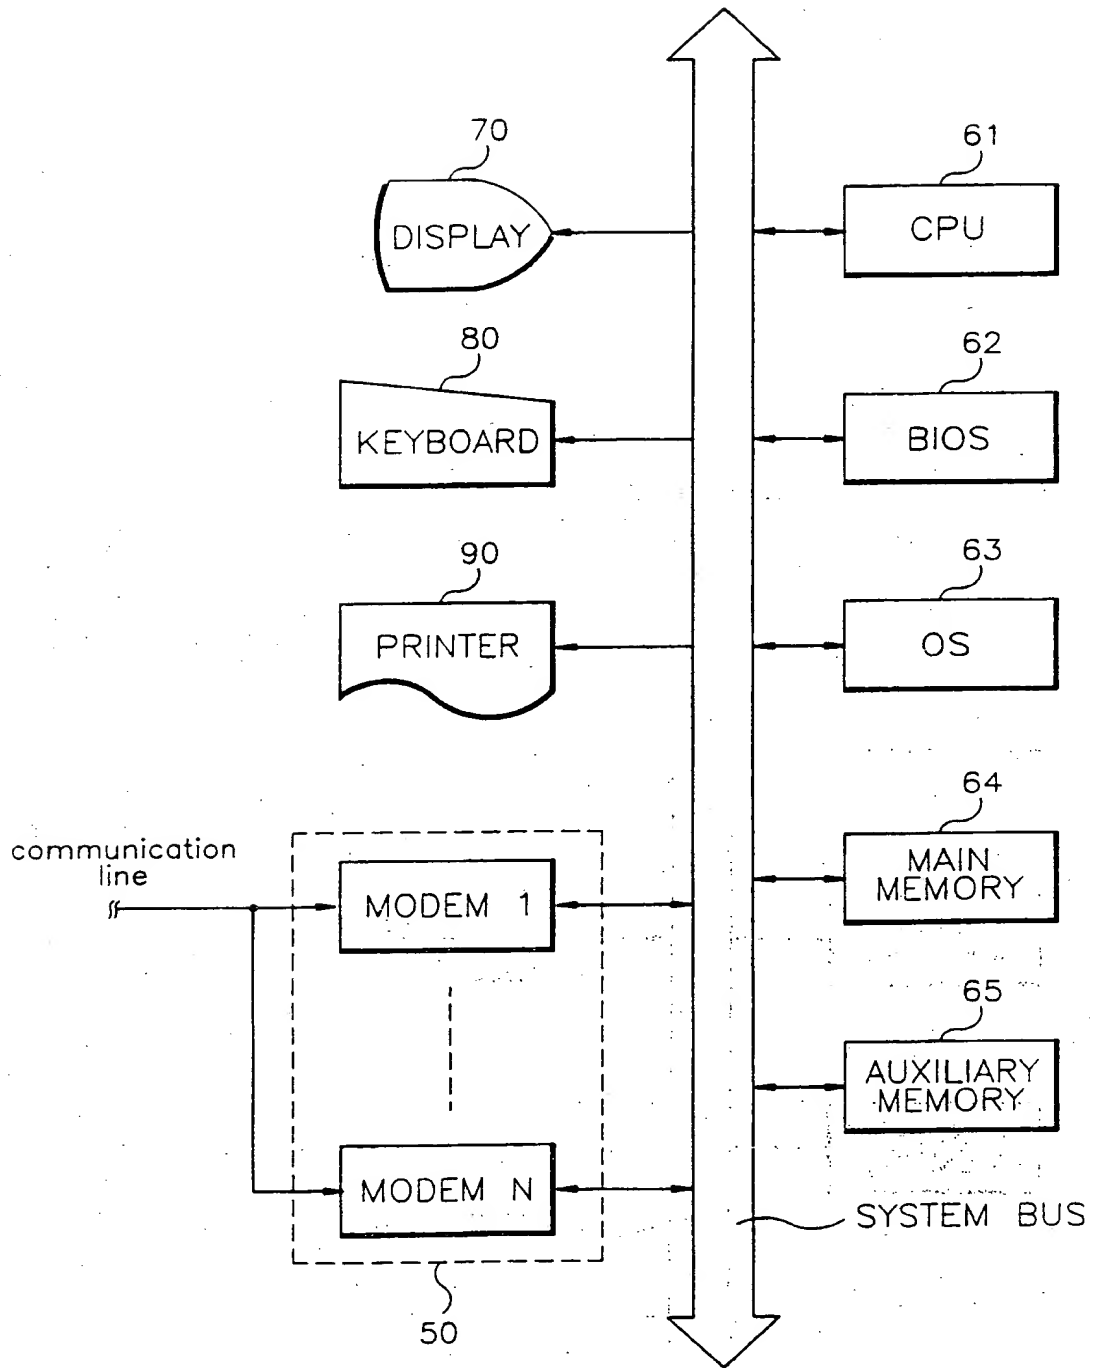 70
DISPLAY
61
CPU
80
KEYBOARD
62
BIOS
90
PRINTER
63
OS
communication
line
MODEM 1
64
MAIN
MEMORY
65
AUXILIARY
MEMORY
MODEM N
SYSTEM BUS
50